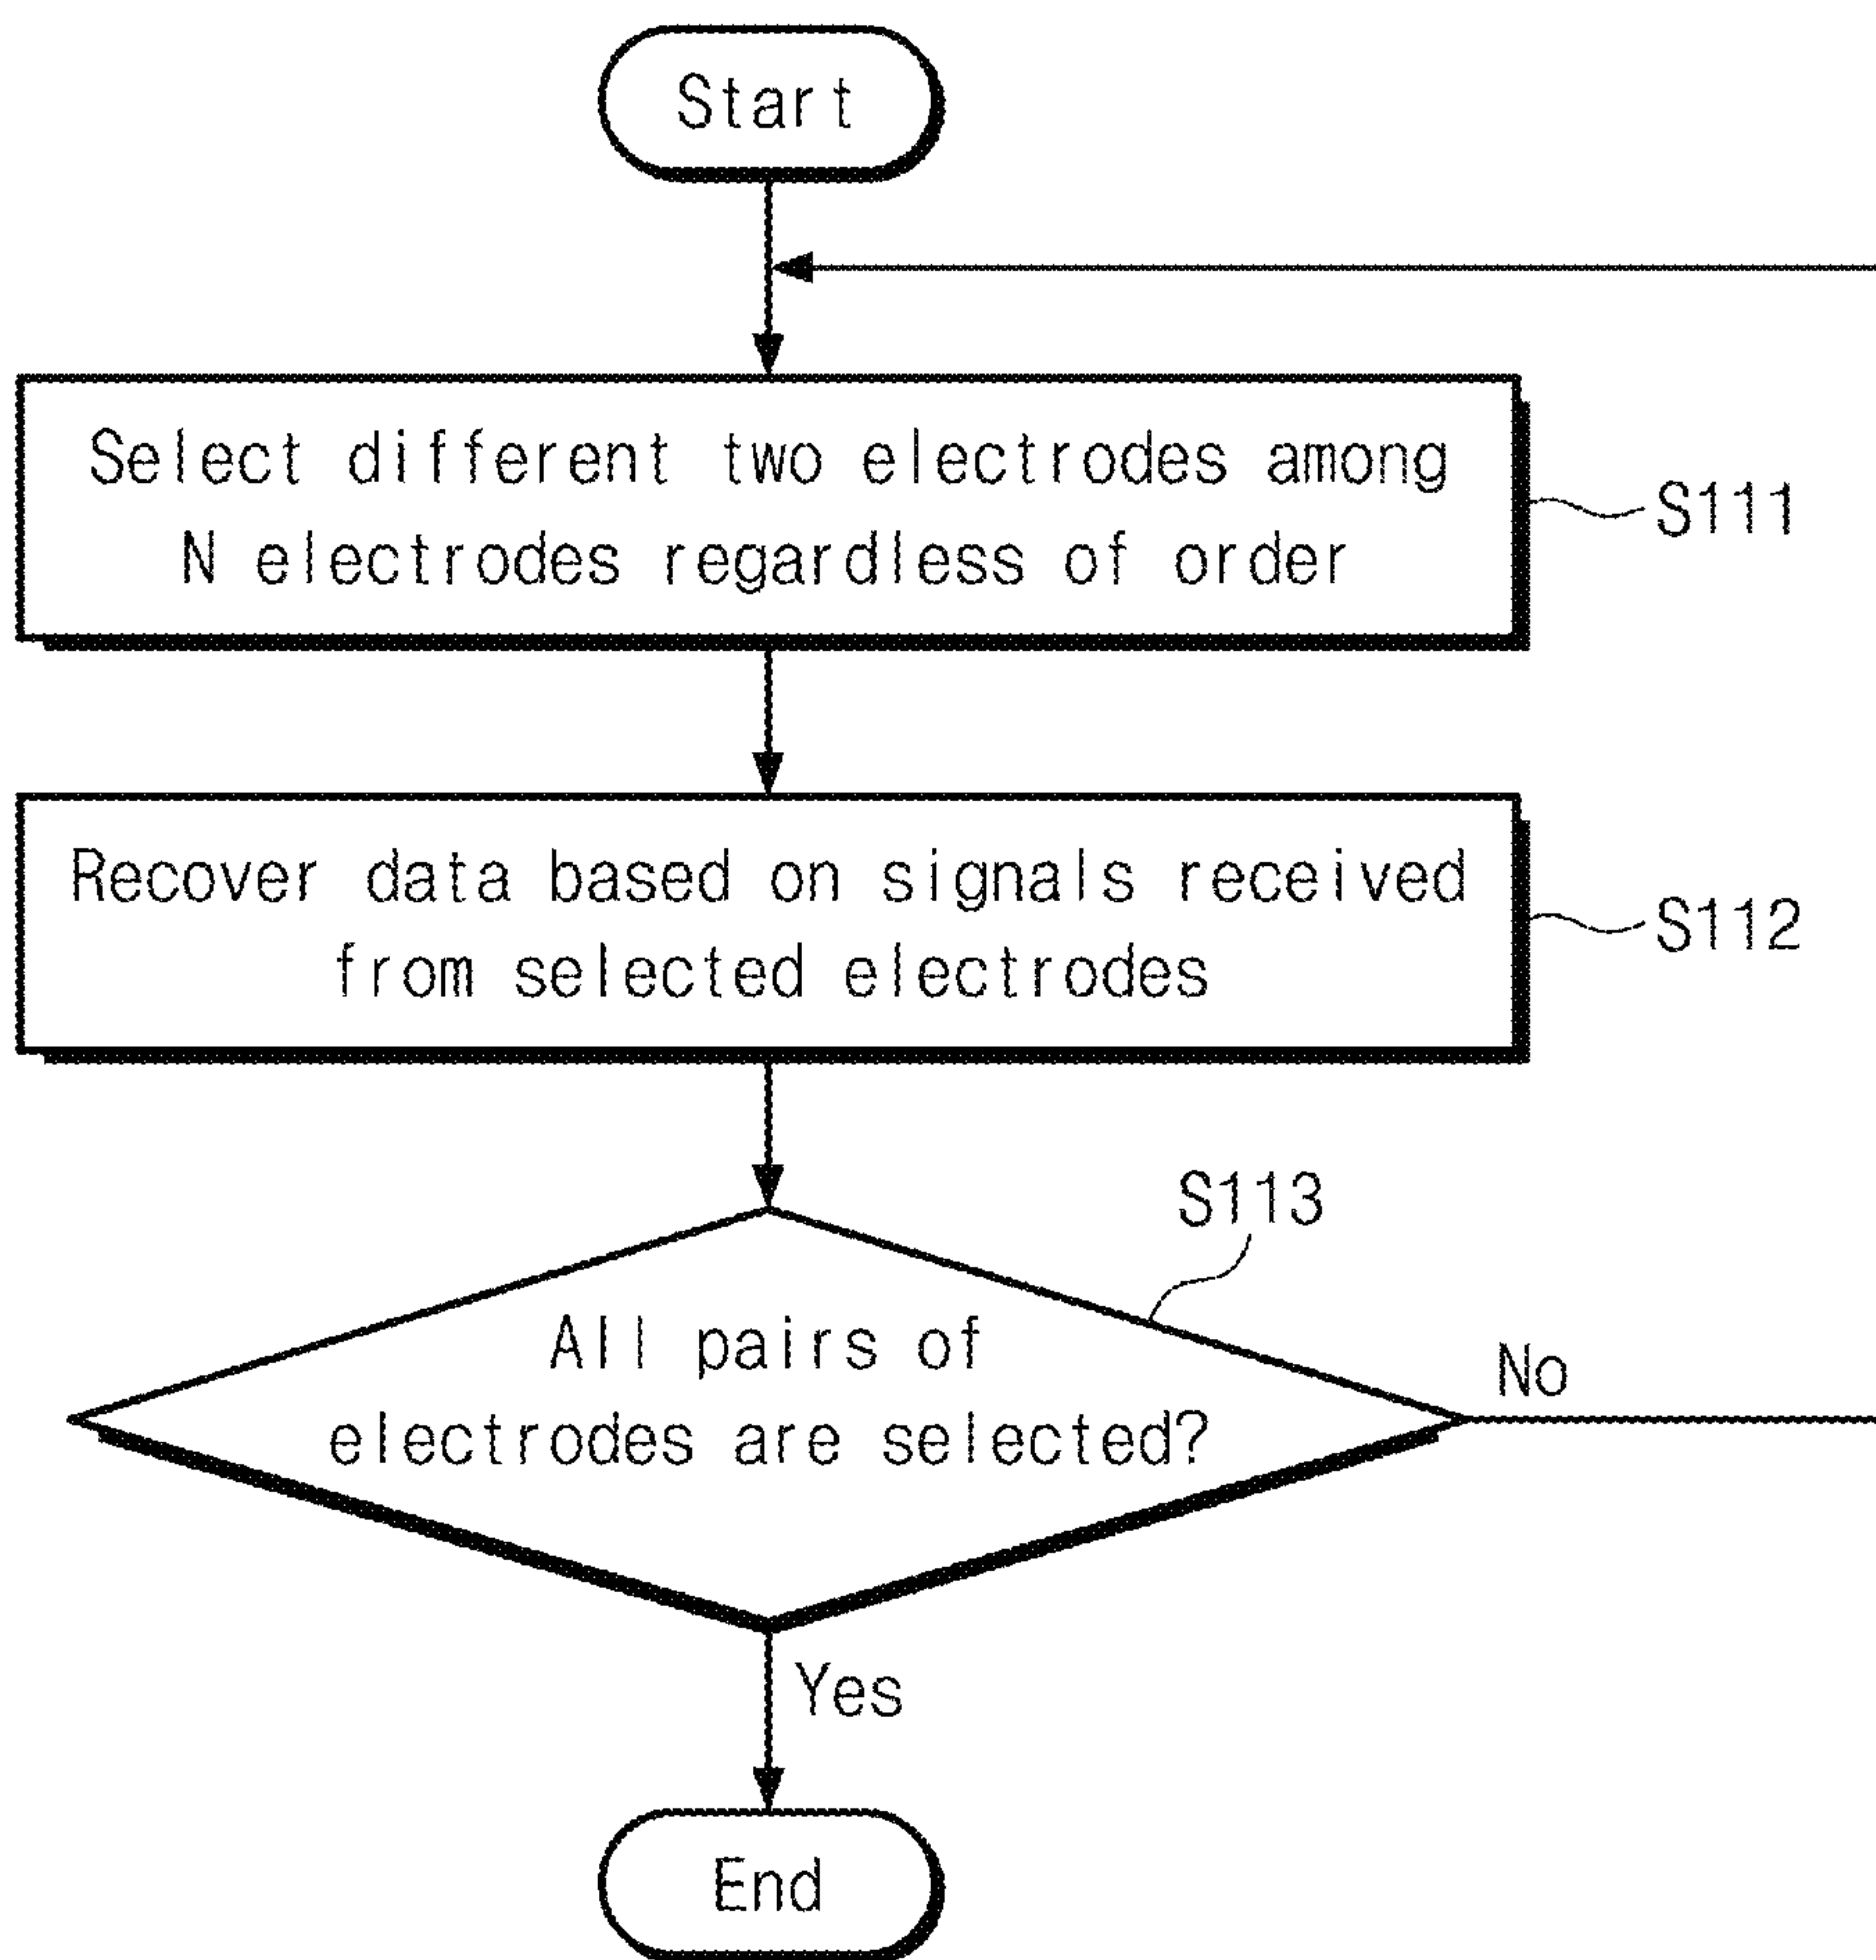 Start
Select different two electrodes among
N electrodes regardless of order
S111
Recover data based on signals received
from selected electrodes
S112
S113
All pairs of
electrodes are selected?
No
Yes
End